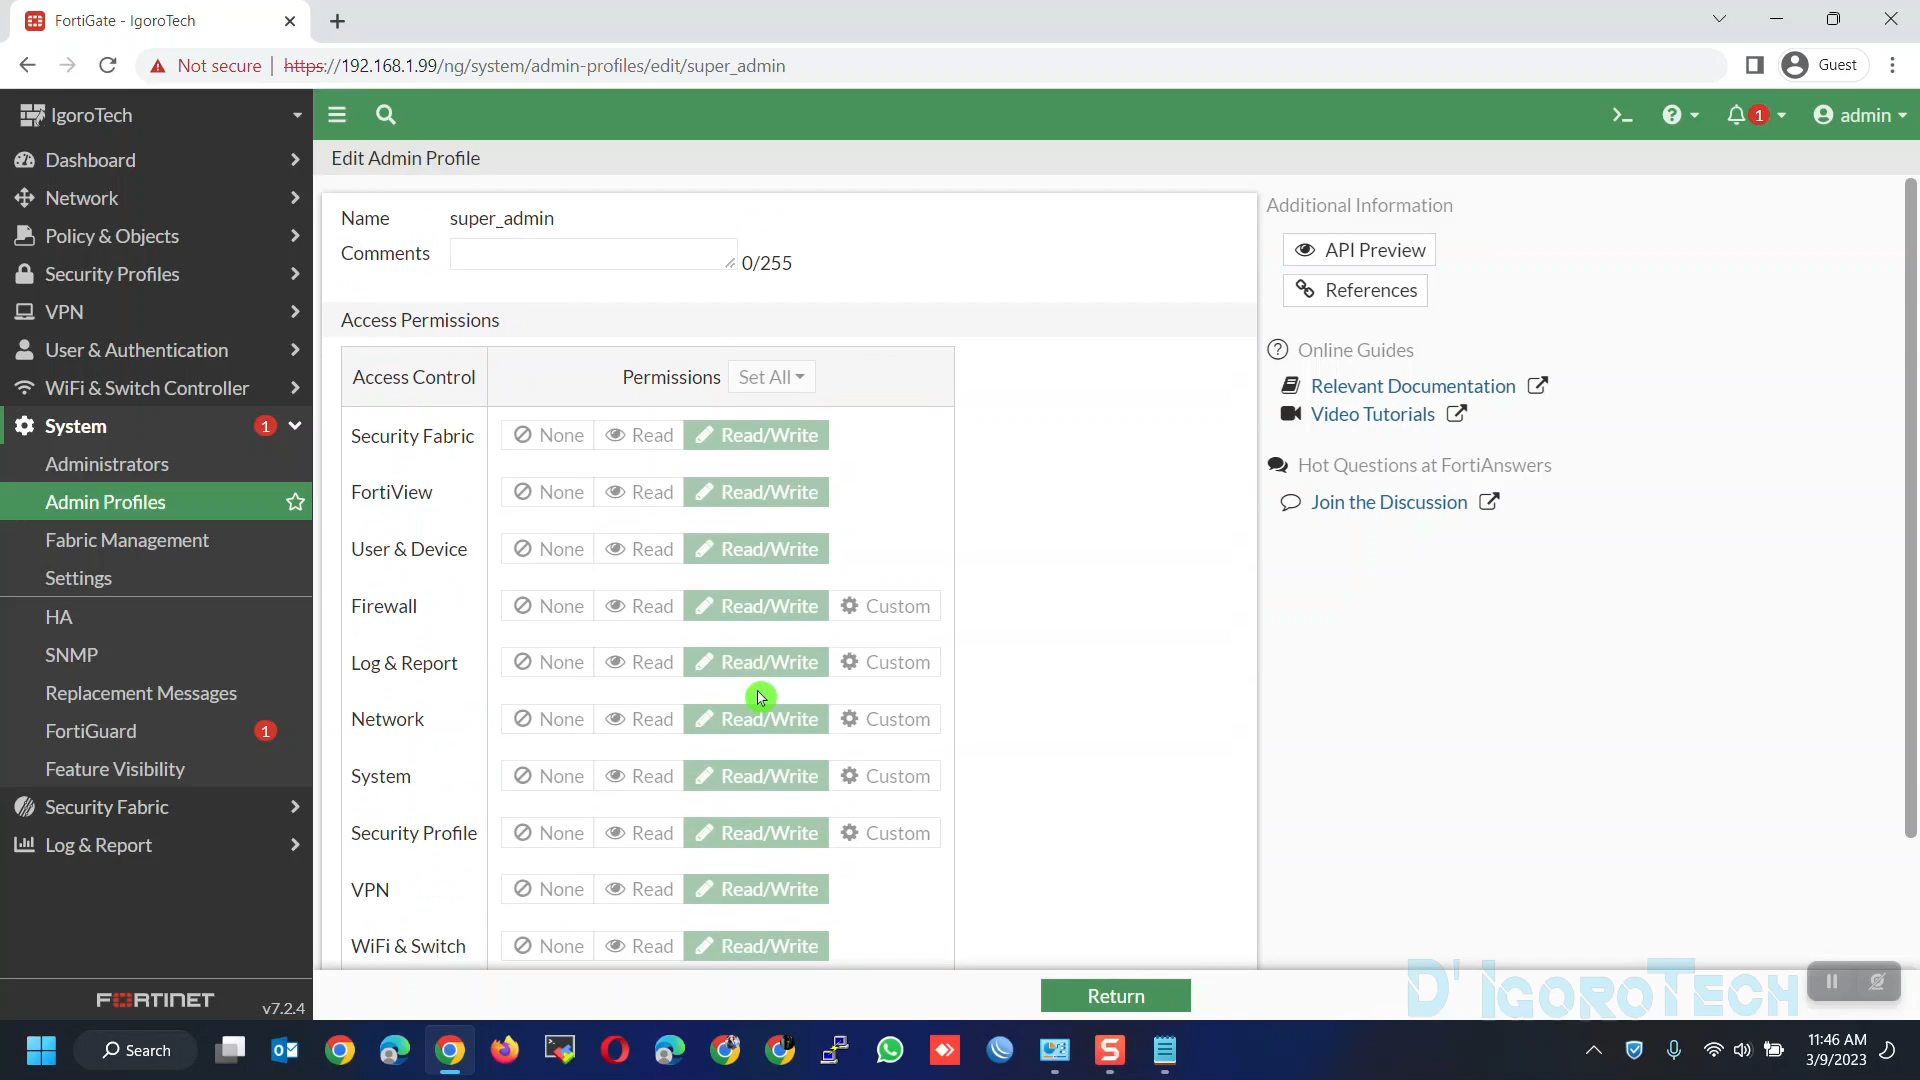 FortiGate - IgoroTech
Not secure https://192.168.1.99/ng/system/admin-profiles/edit/super_admin
Guest
IgoroTech
1
admin
Dashboard
Network
Policy & Objects
Security Profiles
VPN
User & Authentication
WiFi & Switch Controller
System 1
Administrators
Admin Profiles
Fabric Management
Settings
HA
SNMP
Replacement Messages
FortiGuard 1
Feature Visibility
Security Fabric
Log & Report
FORTINET
v7.2.4
Edit Admin Profile
Name super_admin
Comments 0/255
Access Permissions
Access Control Permissions Set All
Security Fabric None Read Read/Write
FortiView None Read Read/Write
User & Device None Read Read/Write
Firewall None Read Read/Write Custom
Log & Report None Read Read/Write Custom
Network None Read Read/Write Custom
System None Read Read/Write Custom
Security Profile None Read Read/Write Custom
VPN None Read Read/Write
WiFi & Switch None Read Read/Write
Return
Additional Information
API Preview
References
Online Guides
Relevant Documentation
Video Tutorials
Hot Questions at FortiAnswers
Join the Discussion
D' IgoroTech
Search
11:46 AM
3/9/2023